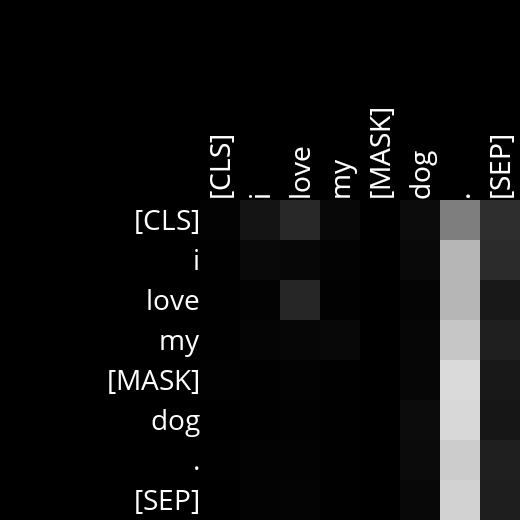 [CLS] i love my [MASK] dog . [SEP]
[CLS]
i
love
my
[MASK]
dog
.
[SEP]